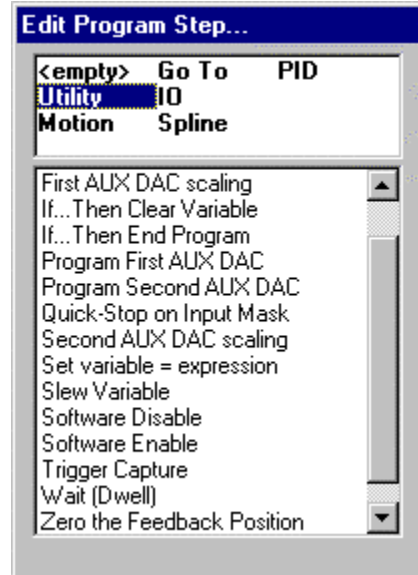 Edit Program Step...
<empty> Go To PID
Utility IO
Motion Spline
First AUX DAC scaling
If...Then Clear Variable
If...Then End Program
Program First AUX DAC
Program Second AUX DAC
Quick-Stop on Input Mask
Second AUX DAC scaling
Set variable = expression
Slew Variable
Software Disable
Software Enable
Trigger Capture
Wait (Dwell)
Zero the Feedback Position